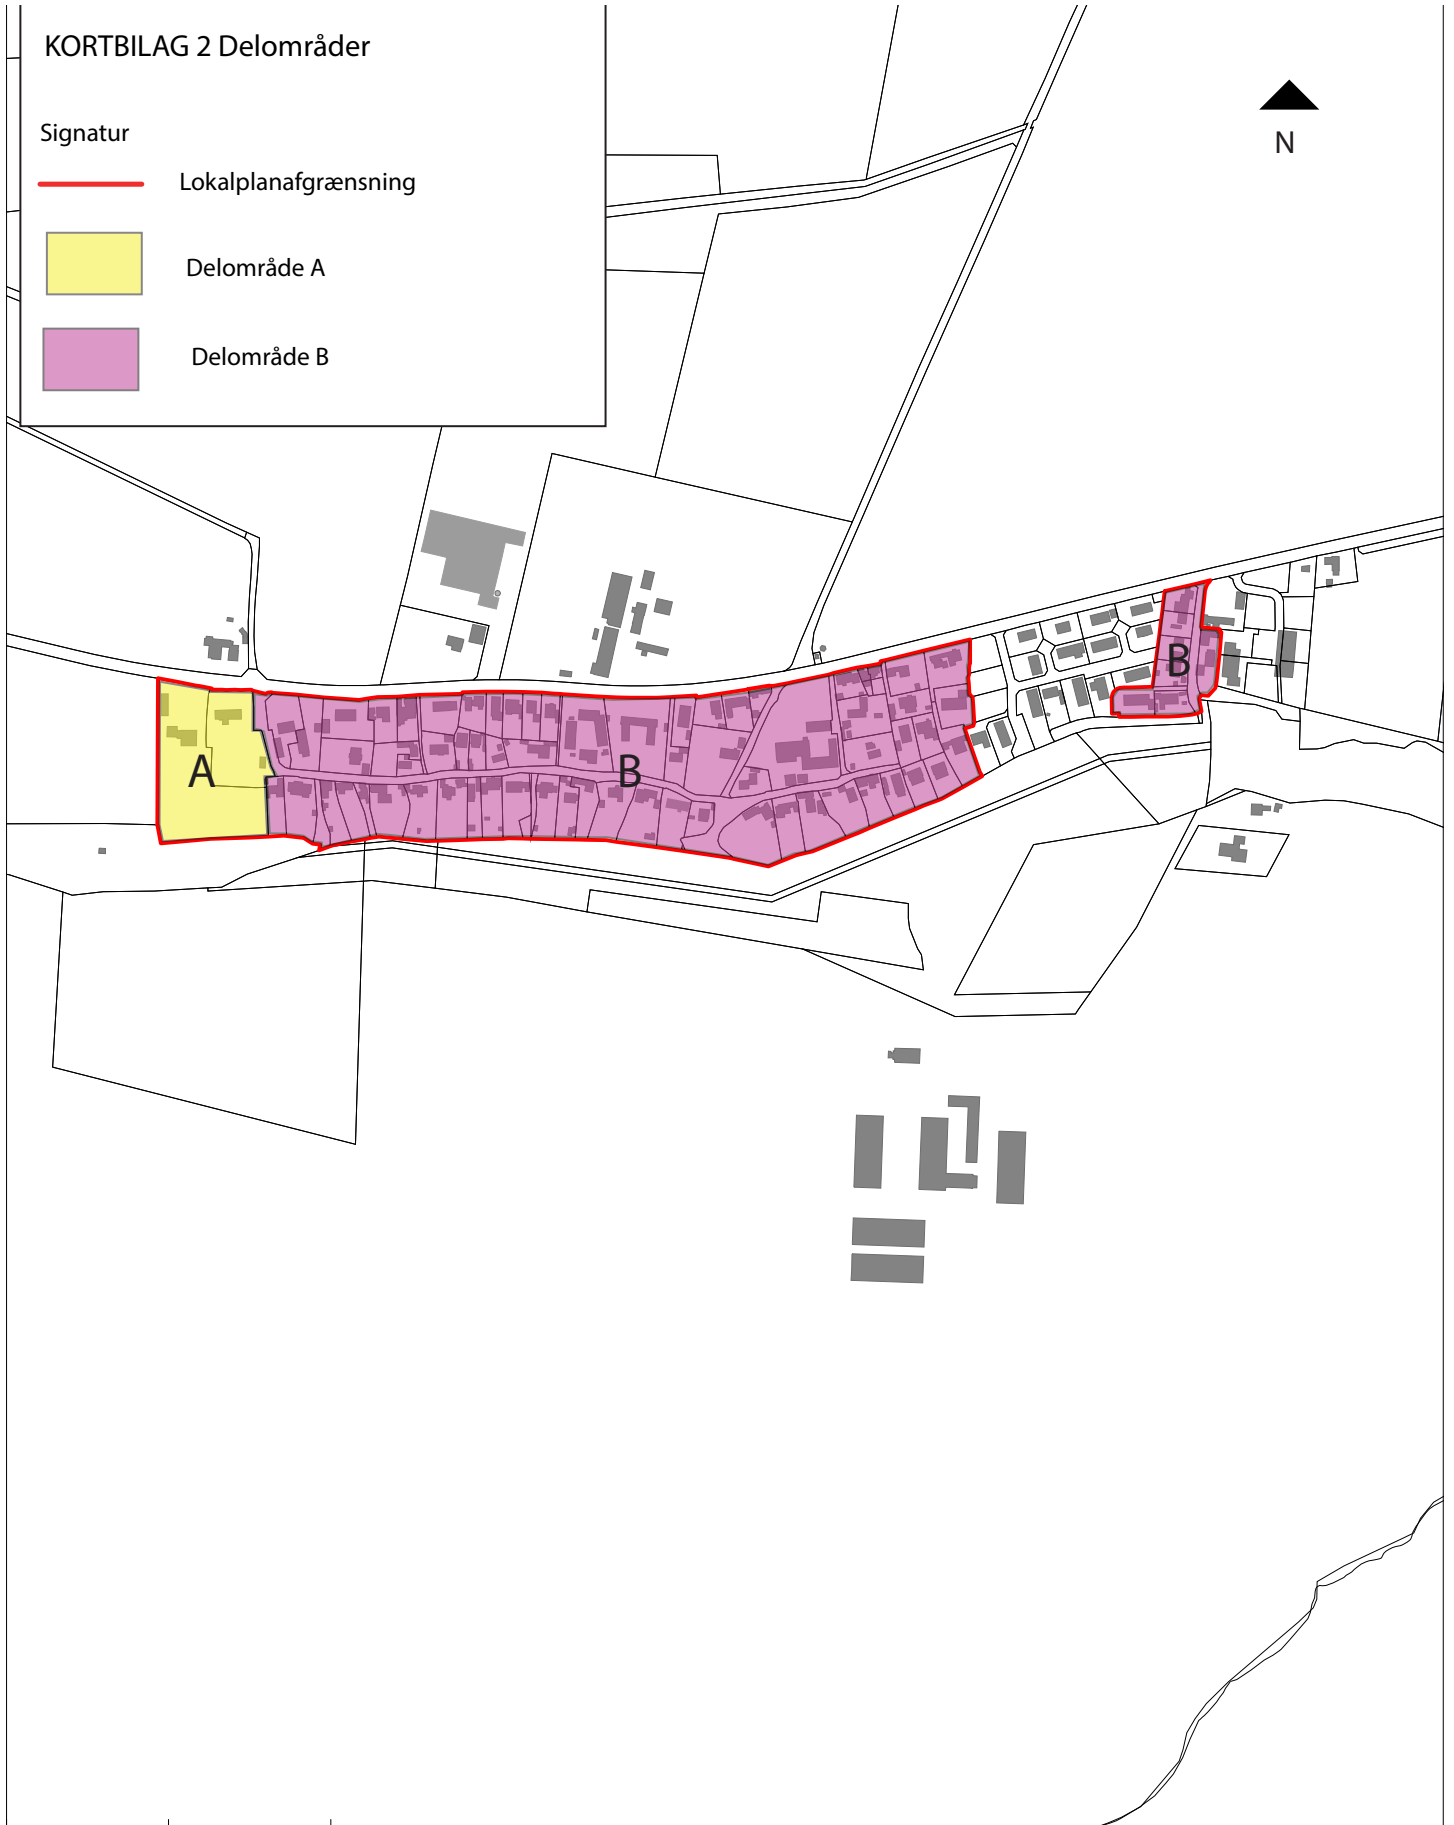 KORTBILAG 2 Delområder
Signatur
Lokalplanafgrænsning
Delområde A
Delområde B
N
B
A
B